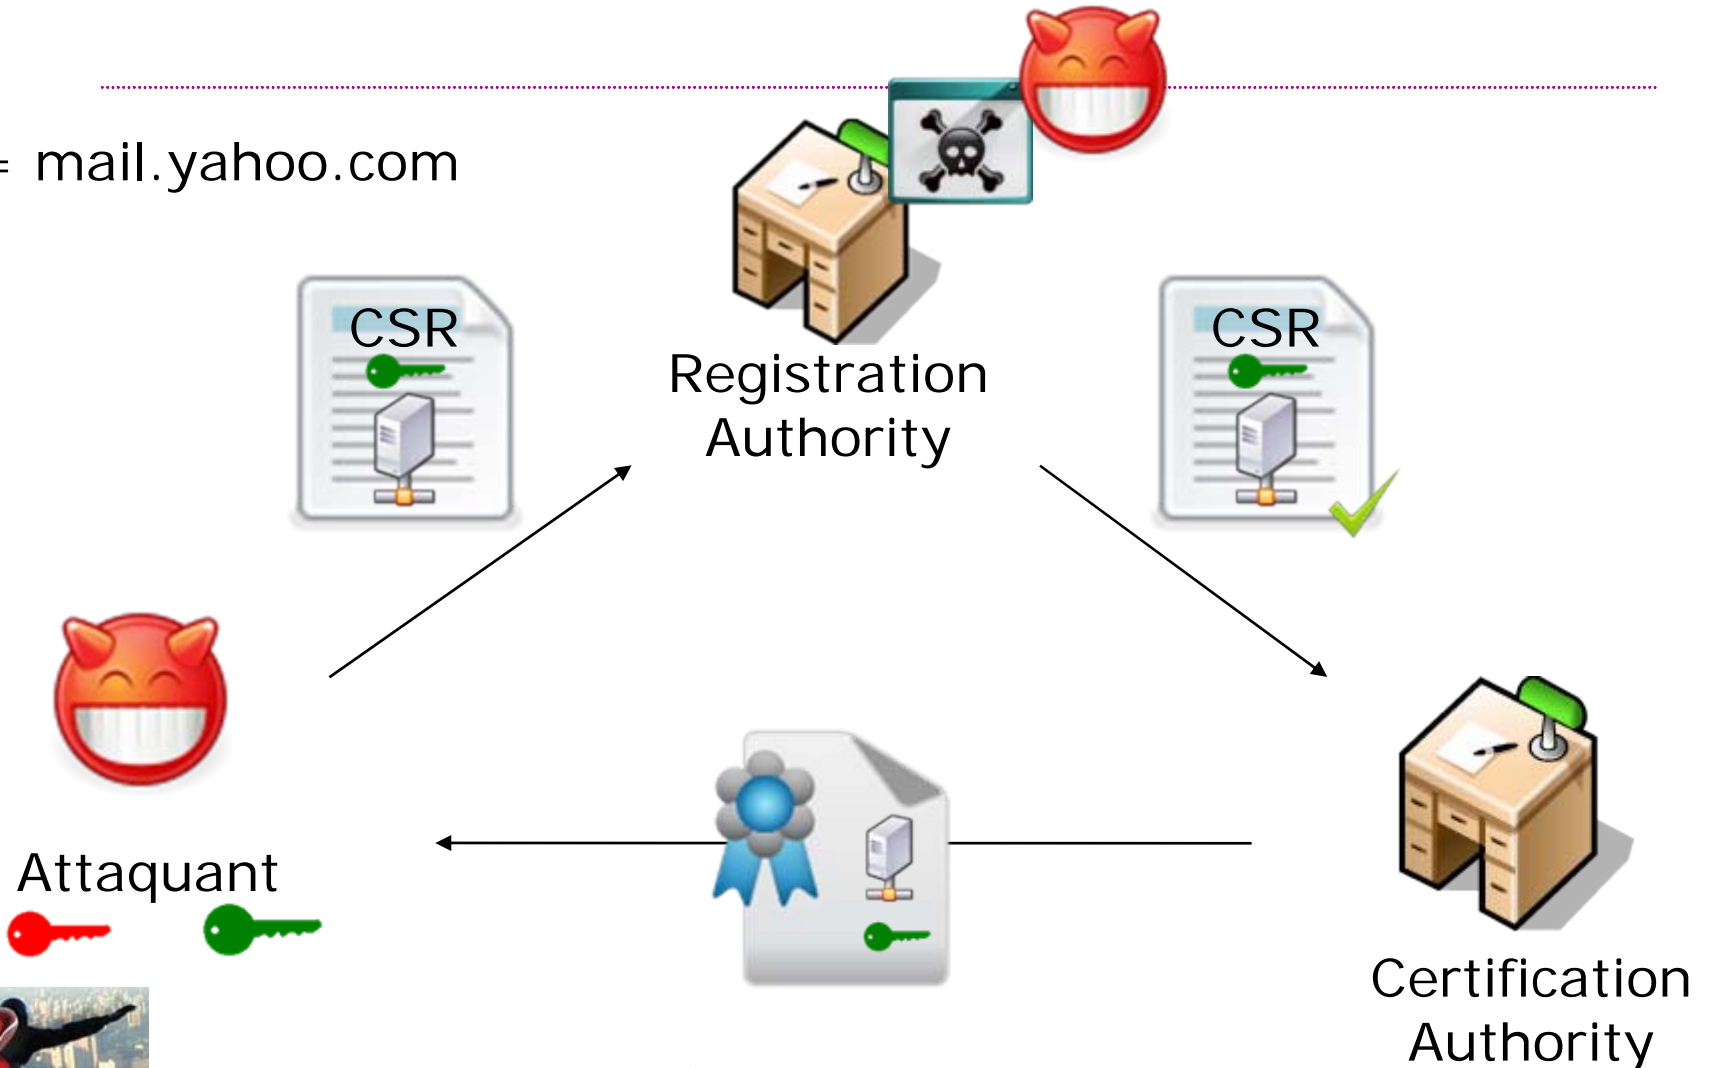 = mail.yahoo.com
CSR
CSR
Registration
Authority
Attaquant
Certification
Authority